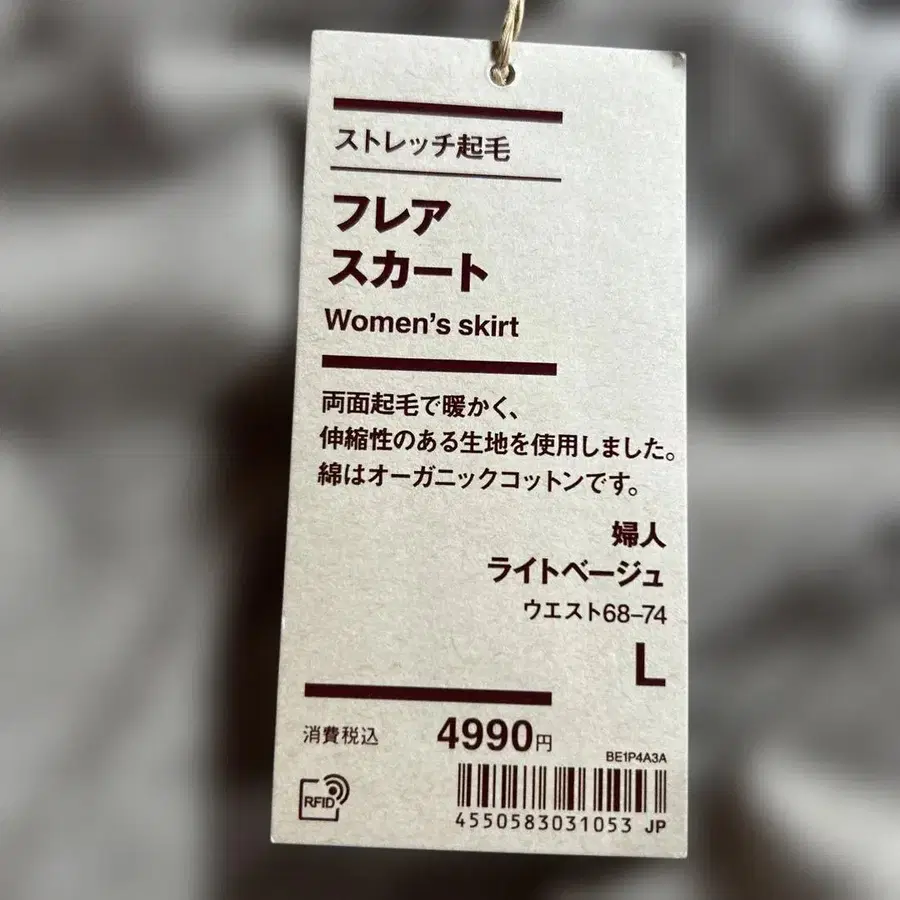 ストレッチ起毛
フレア
スカート
Women's skirt
両面起毛で暖かく、
伸縮性のある生地を使用しました。
綿はオーガニックコットンです。
婦人
ライトベージュ
ウエスト68–74
L
消費税込 4990円
BE1P4A3A
RFID
4550583031053 JP